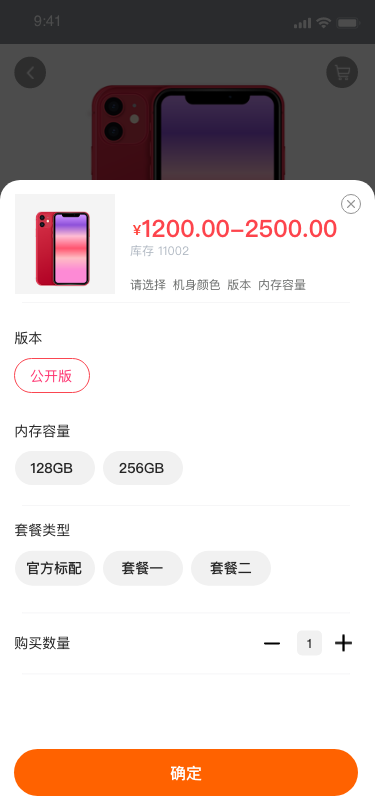 9:41
¥1200.00-2500.00
库存 11002
请选择 机身颜色 版本 内存容量
版本
公开版
内存容量
128GB 256GB
套餐类型
官方标配 套餐一 套餐二
购买数量 1
确定